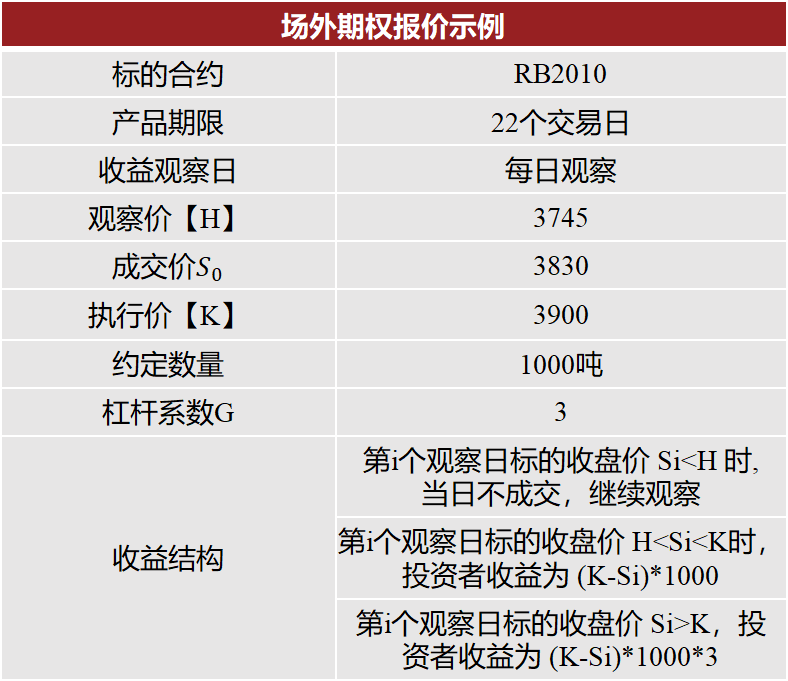 场外期权报价示例
标的合约
RB2010
产品期限
22个交易日
收益观察日
每日观察
观察价【H】
3745
成交价S₀
3830
执行价【K】
3900
约定数量
1000吨
杠杆系数G
3
收益结构
第i个观察日标的收盘价 Si<H 时,
当日不成交，继续观察
第i个观察日标的收盘价 H<Si<K时，
投资者收益为 (K-Si)*1000
第i个观察日标的收盘价 Si>K，投
资者收益为 (K-Si)*1000*3